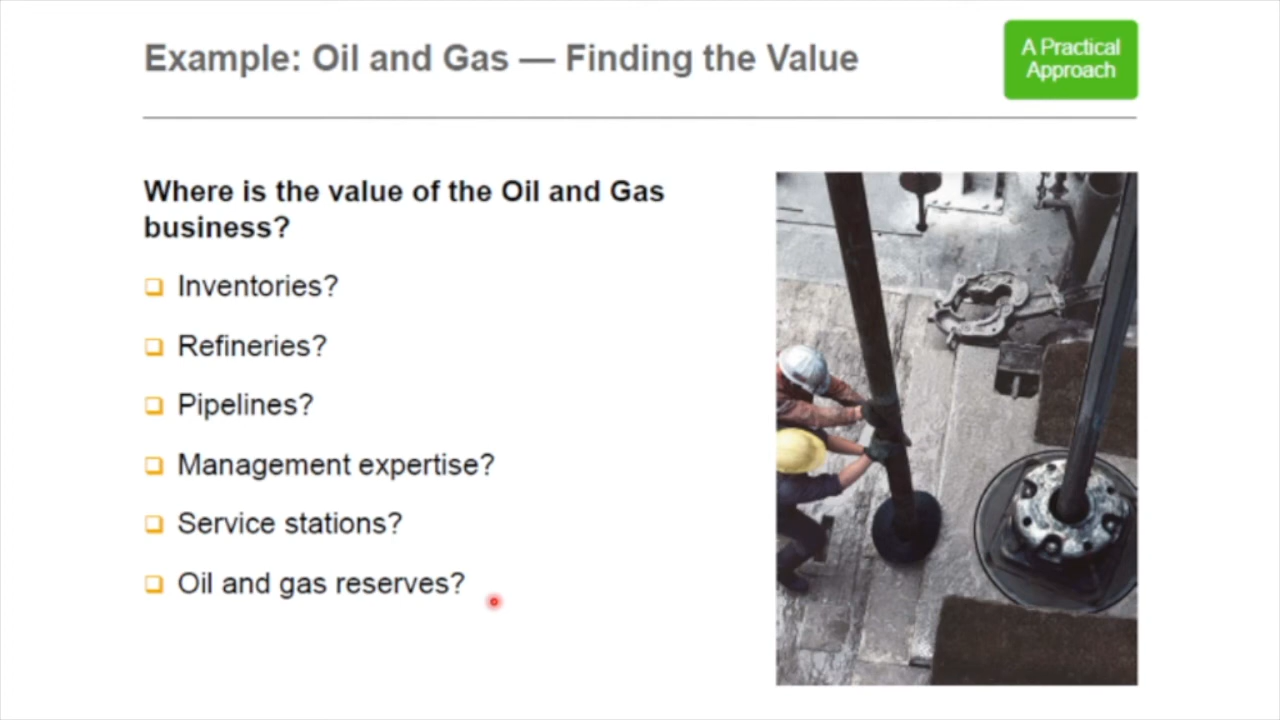 Example: Oil and Gas — Finding the Value
A Practical
Approach
Where is the value of the Oil and Gas
business?
Inventories?
Refineries?
Pipelines?
Management expertise?
Service stations?
Oil and gas reserves?